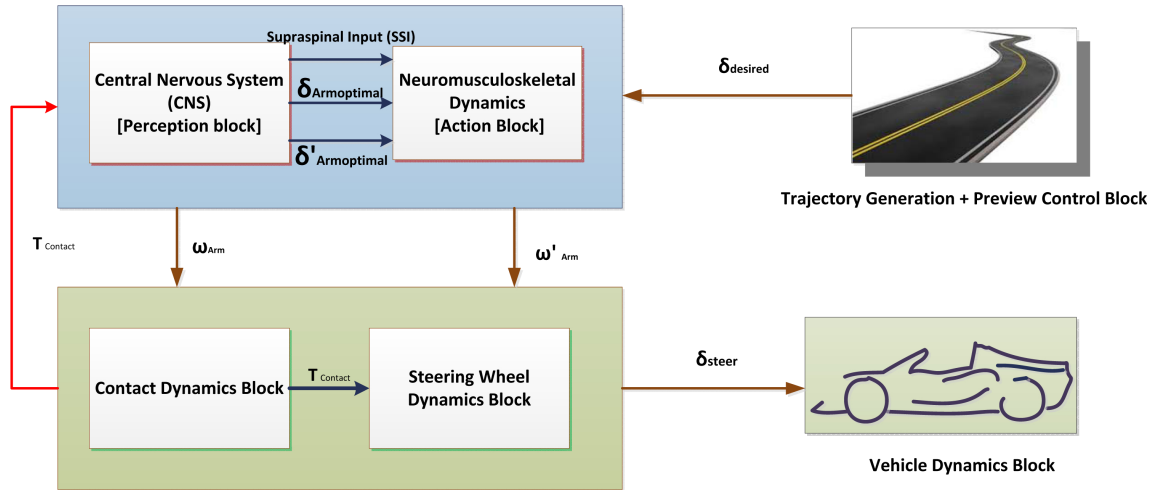 Supraspinal Input (SSI)
Central Nervous System
(CNS)
[Perception block]
δArmoptimal
δ'Armoptimal
Neuromusculoskeletal
Dynamics
[Action Block]
δdesired
Trajectory Generation + Preview Control Block
T Contact
ωArm
ω' Arm
Contact Dynamics Block
T Contact
Steering Wheel
Dynamics Block
δsteer
Vehicle Dynamics Block